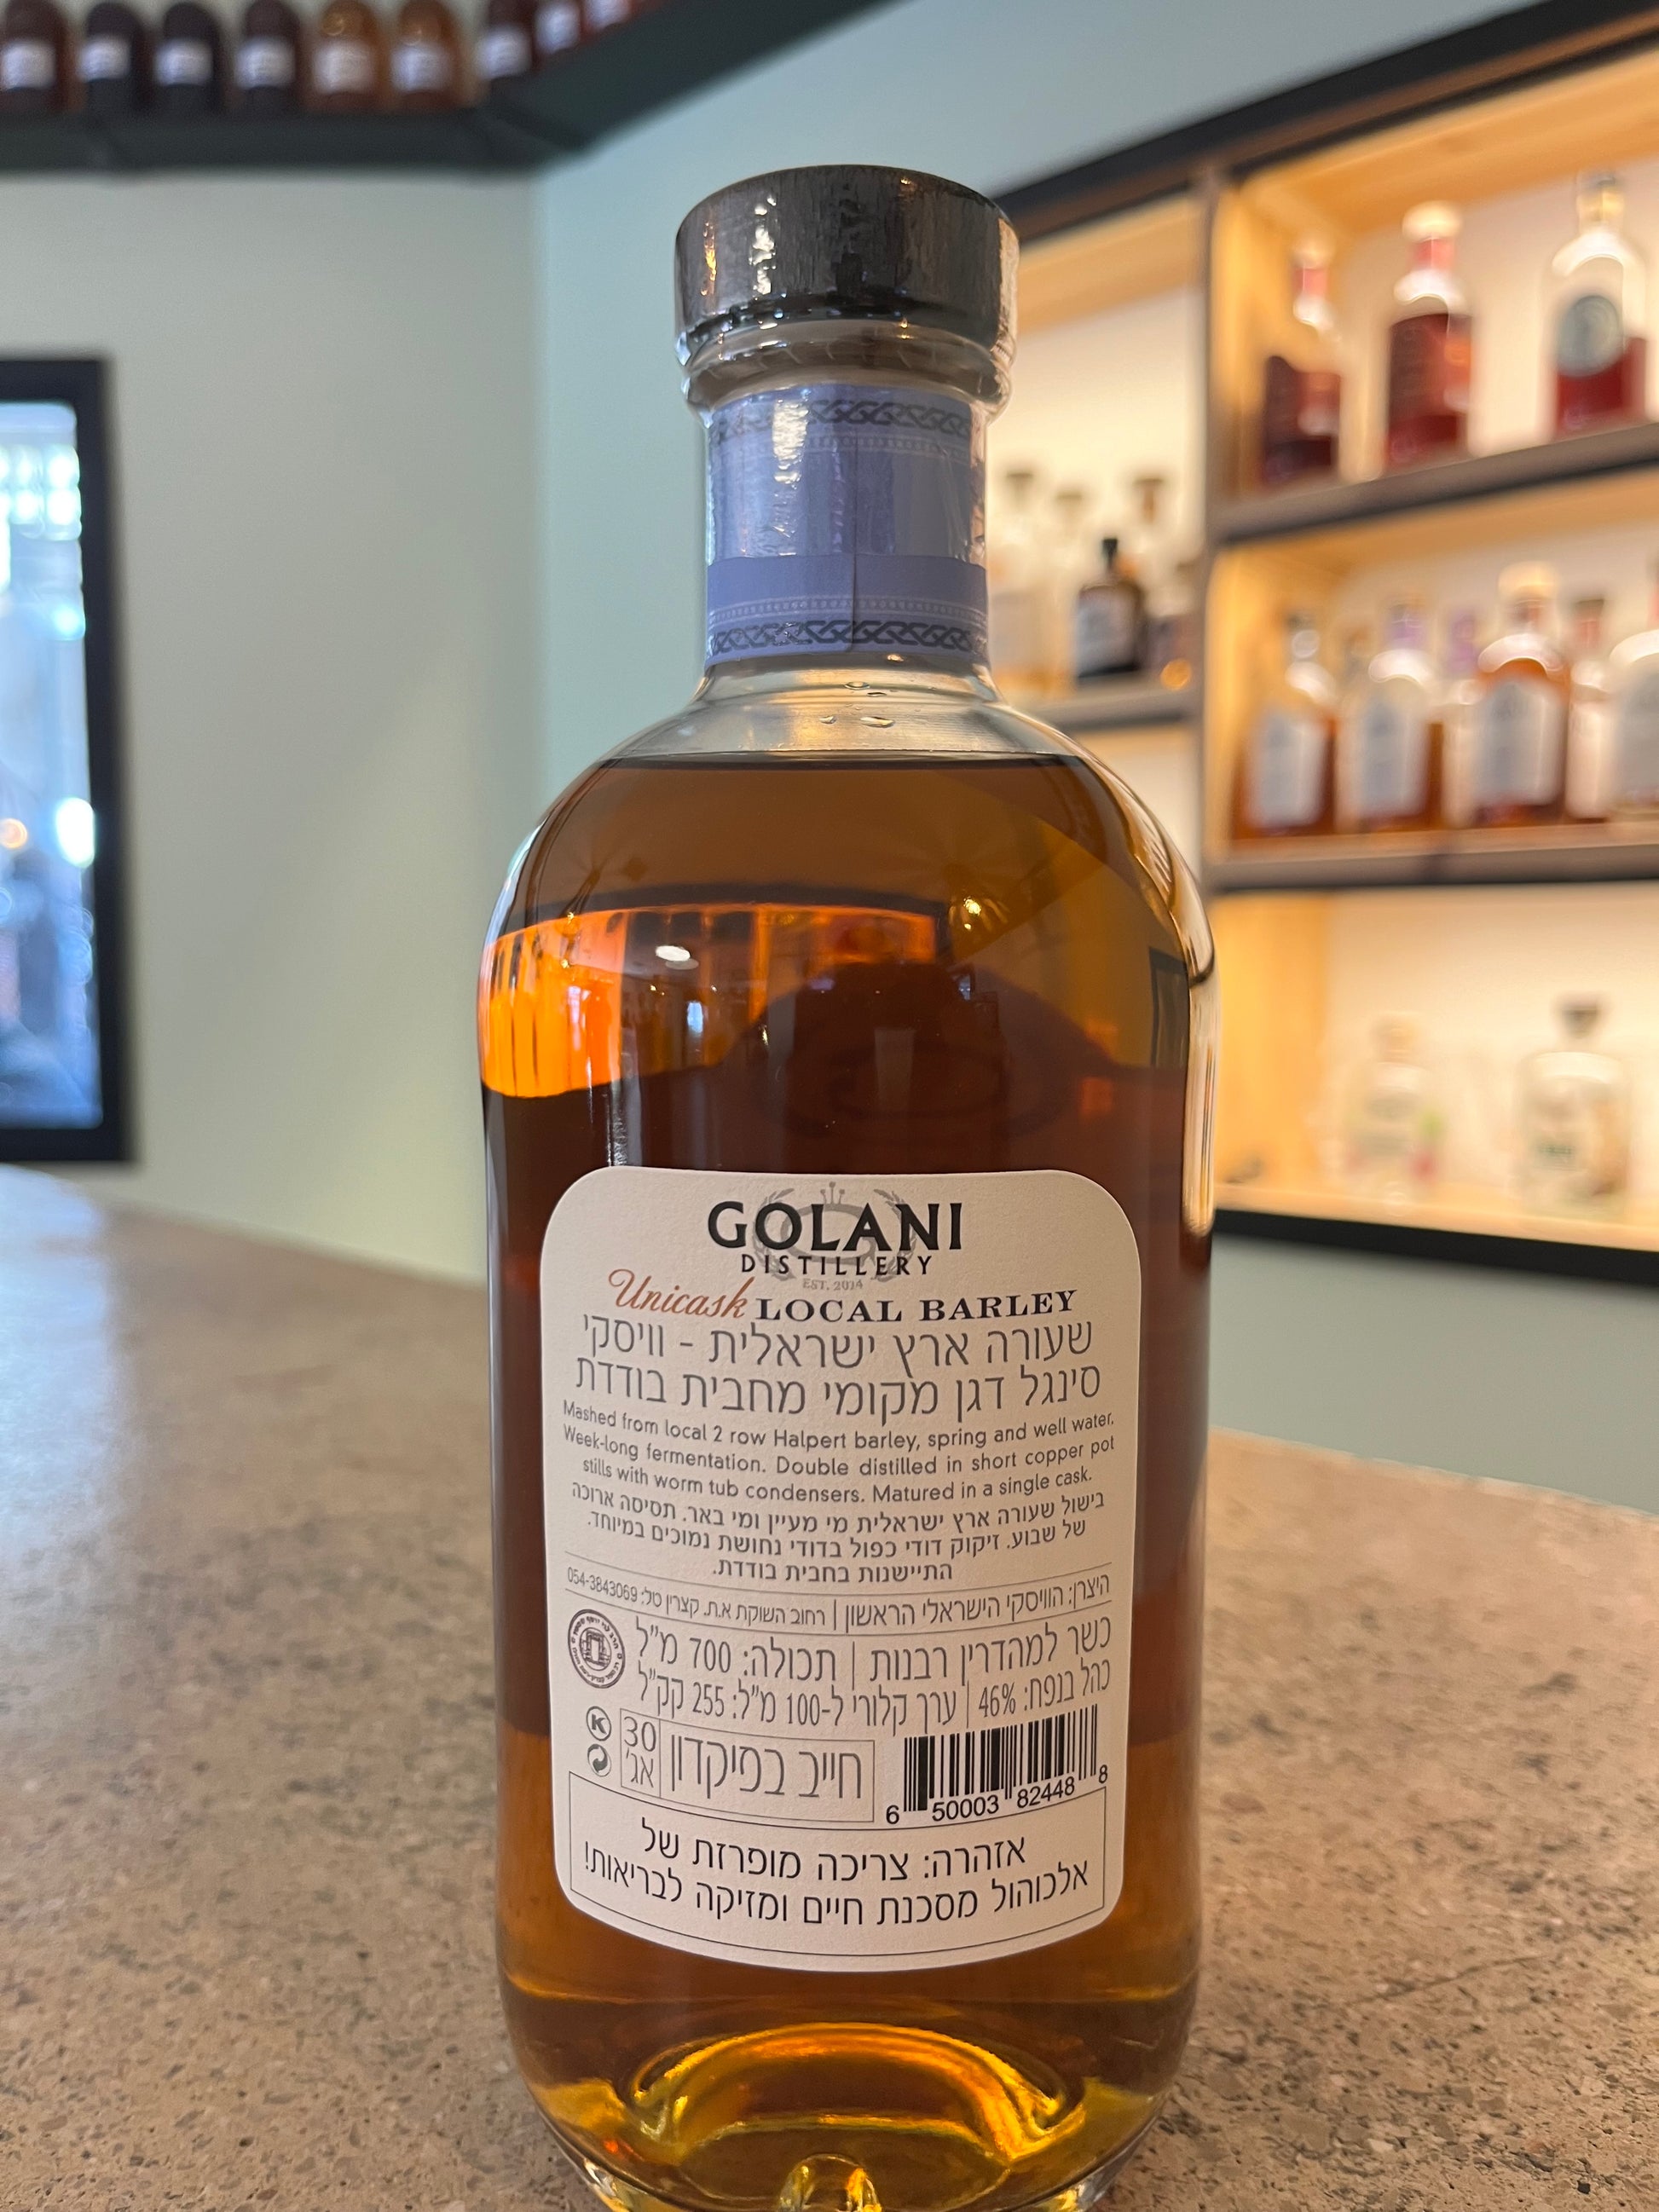 GOLANI
DISTILLERY
EST. 2014
Unicask LOCAL BARLEY
שעורה ארץ ישראלית - וויסקי
סינגל דגן מקומי מחבית בודדת
Mashed from local 2 row Halpert barley, spring and well water.
Week-long fermentation. Double distilled in short copper pot
stills with worm tub condensers. Matured in a single cask.
בישול שעורה ארץ ישראלית מי מעיין ומי באר. תסיסה ארוכה
של שבוע. זיקוק דודי כפול בדודי נחושת נמוכים במיוחד.
התיישנות בחבית בודדת.
היצרן: הוויסקי הישראלי הראשון | רחוב השוקת א.ת. קצרין טל: 054-3843069
כשר למהדרין רבנות | תכולה: 700 מ"ל
כהל בנפח: 46% | ערך קלורי ל-100 מ"ל: 255 קק"ל
K
חייב בפיקדון
30
אג'
6 50003 82448 8
אזהרה: צריכה מופרזת של
אלכוהול מסכנת חיים ומזיקה לבריאות!